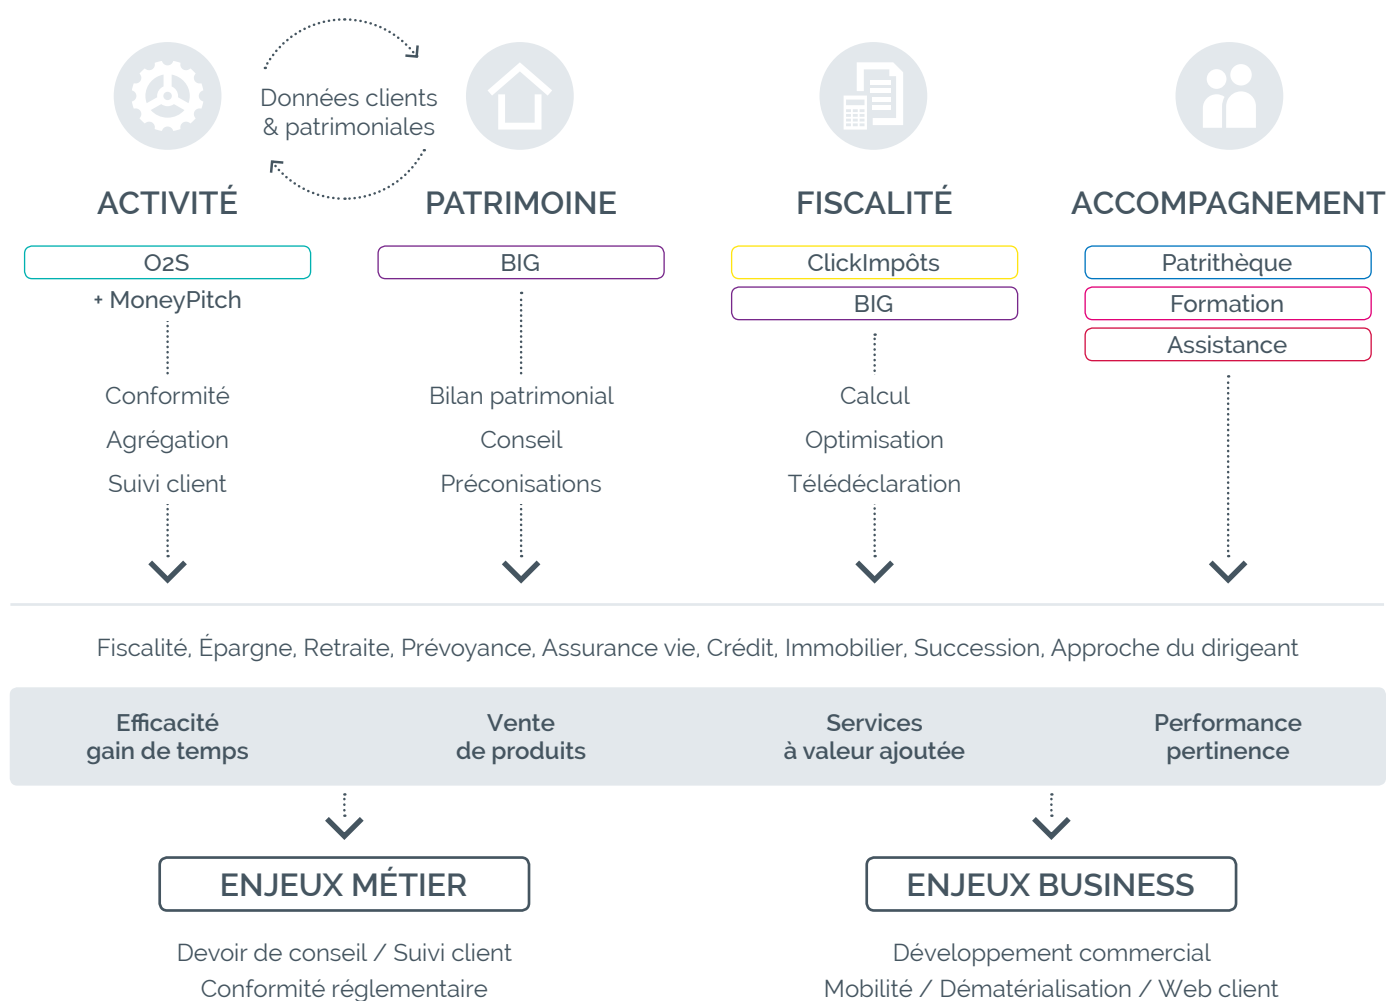 Données clients
& patrimoniales
ACTIVITÉ
O2S
+ MoneyPitch
Conformité
Agrégation
Suivi client
PATRIMOINE
BIG
Bilan patrimonial
Conseil
Préconisations
FISCALITÉ
ClickImpôts
BIG
Calcul
Optimisation
Télédéclaration
ACCOMPAGNEMENT
Patrithèque
Formation
Assistance
Fiscalité, Épargne, Retraite, Prévoyance, Assurance vie, Crédit, Immobilier, Succession, Approche du dirigeant
Efficacité
gain de temps
Vente
de produits
Services
à valeur ajoutée
Performance
pertinence
ENJEUX MÉTIER
Devoir de conseil / Suivi client
Conformité réglementaire
ENJEUX BUSINESS
Développement commercial
Mobilité / Dématérialisation / Web client